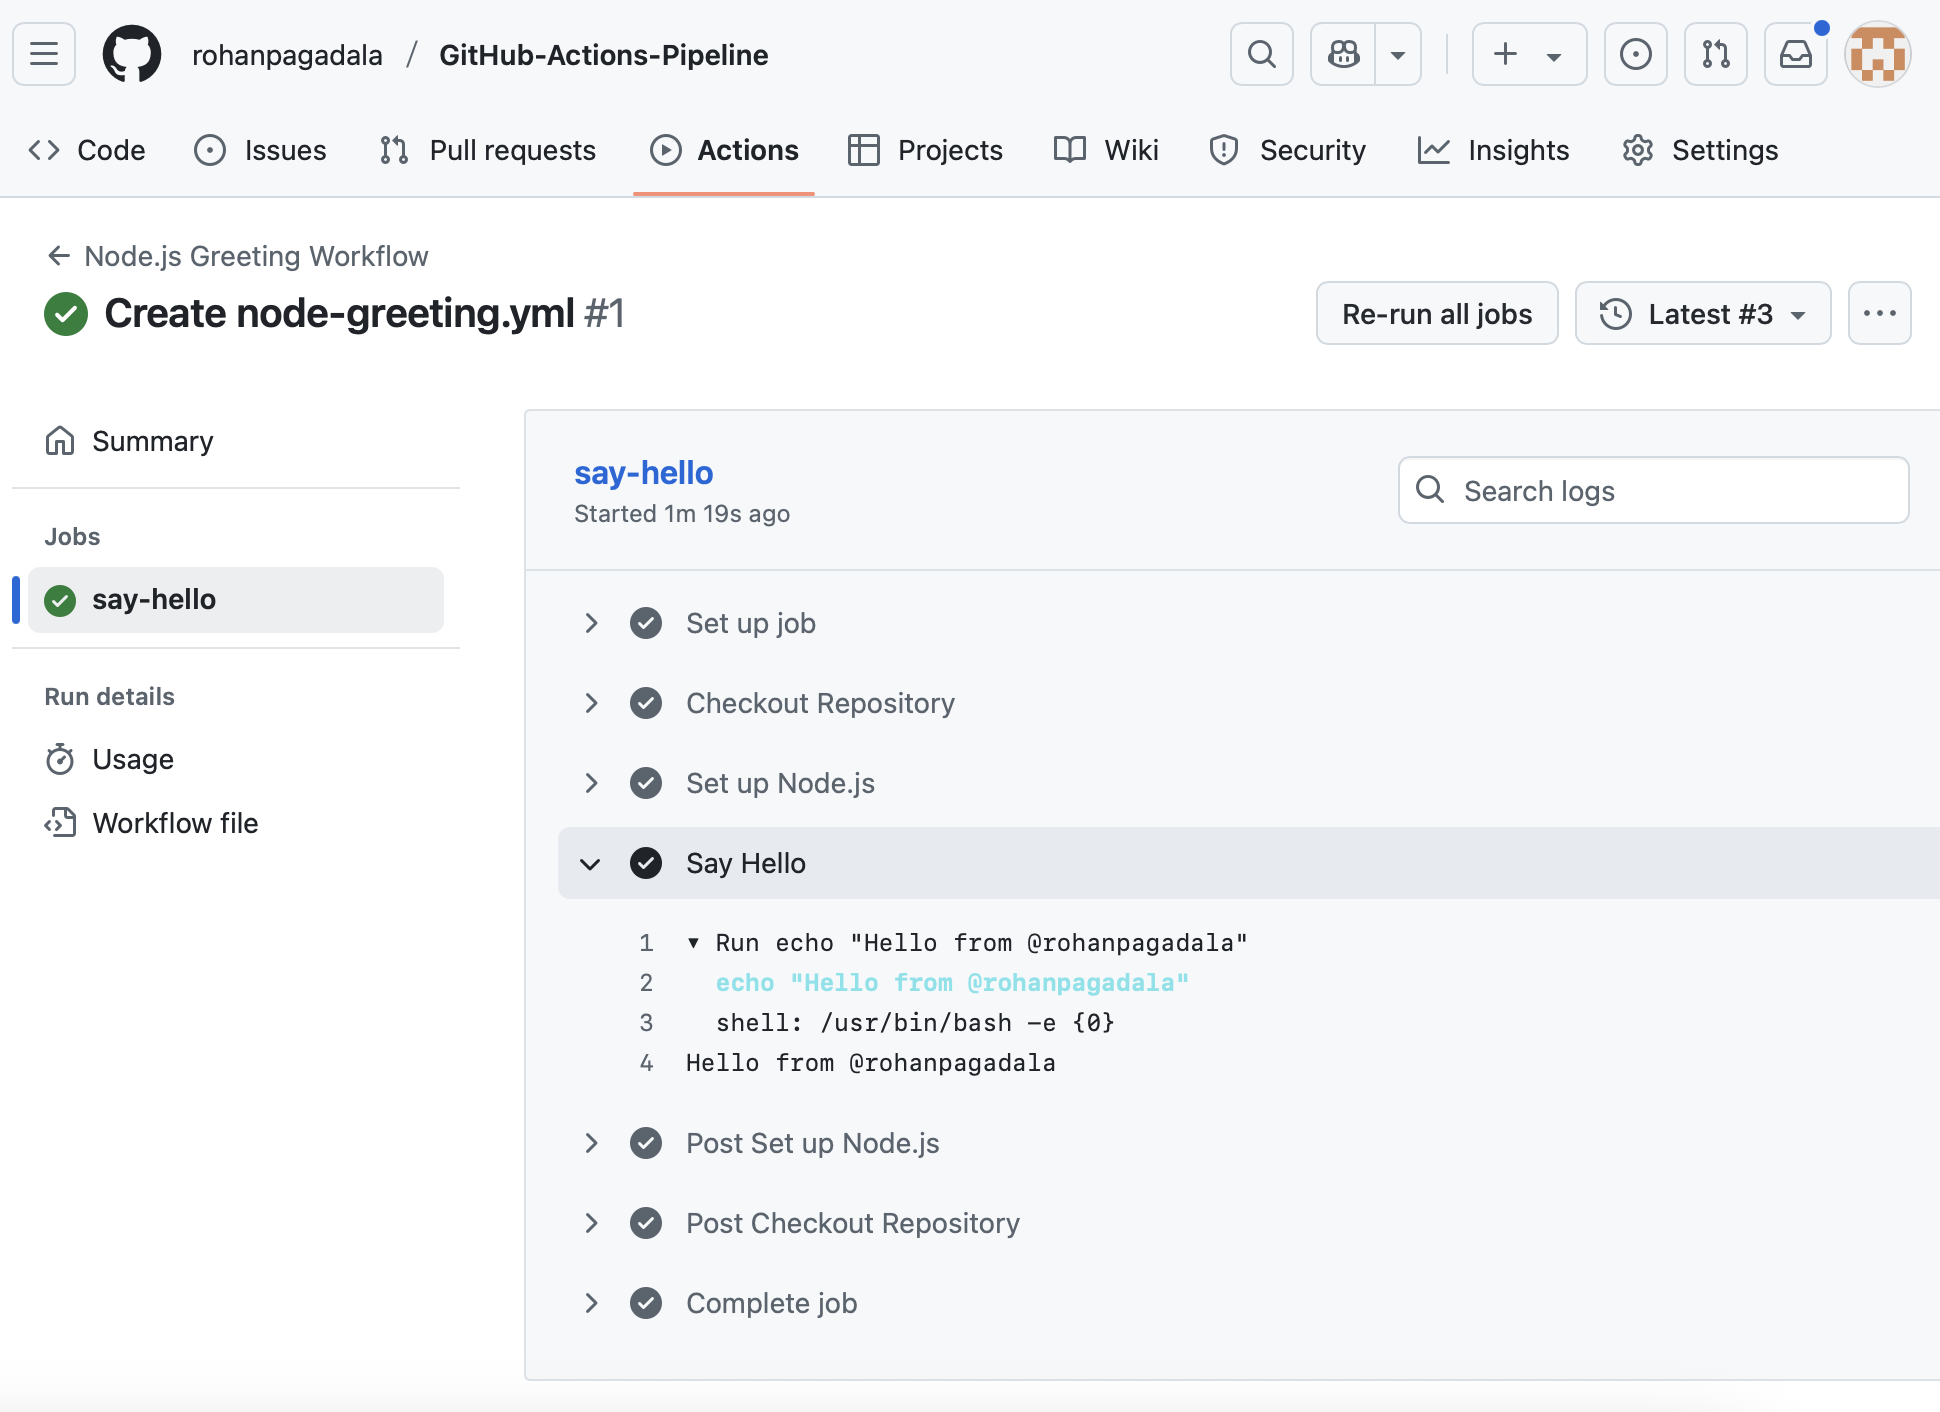 rohanpagadala / GitHub-Actions-Pipeline
Code Issues Pull requests Actions Projects Wiki Security Insights Settings
Node.js Greeting Workflow
Create node-greeting.yml #1
Re-run all jobs Latest #3
Summary
Jobs
say-hello
Run details
Usage
Workflow file
say-hello
Started 1m 19s ago
Search logs
Set up job
Checkout Repository
Set up Node.js
Say Hello
1 ▼ Run echo "Hello from @rohanpagadala"
2 echo "Hello from @rohanpagadala"
3 shell: /usr/bin/bash -e {0}
4 Hello from @rohanpagadala
Post Set up Node.js
Post Checkout Repository
Complete job